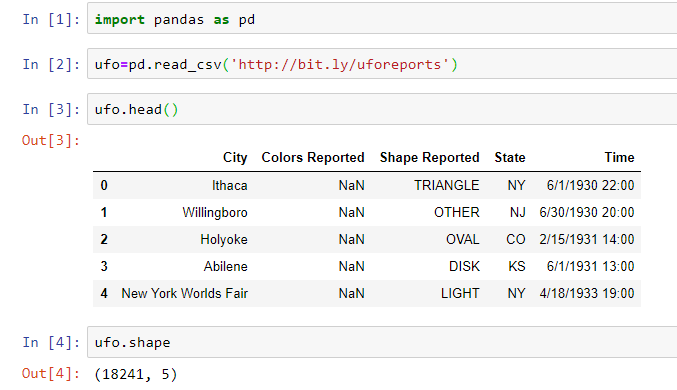 In [1]: import pandas as pd
In [2]: ufo=pd.read_csv('http://bit.ly/uforeports')
In [3]: ufo.head()
Out[3]:
City Colors Reported Shape Reported State Time
0 Ithaca NaN TRIANGLE NY 6/1/1930 22:00
1 Willingboro NaN OTHER NJ 6/30/1930 20:00
2 Holyoke NaN OVAL CO 2/15/1931 14:00
3 Abilene NaN DISK KS 6/1/1931 13:00
4 New York Worlds Fair NaN LIGHT NY 4/18/1933 19:00
In [4]: ufo.shape
Out[4]: (18241, 5)